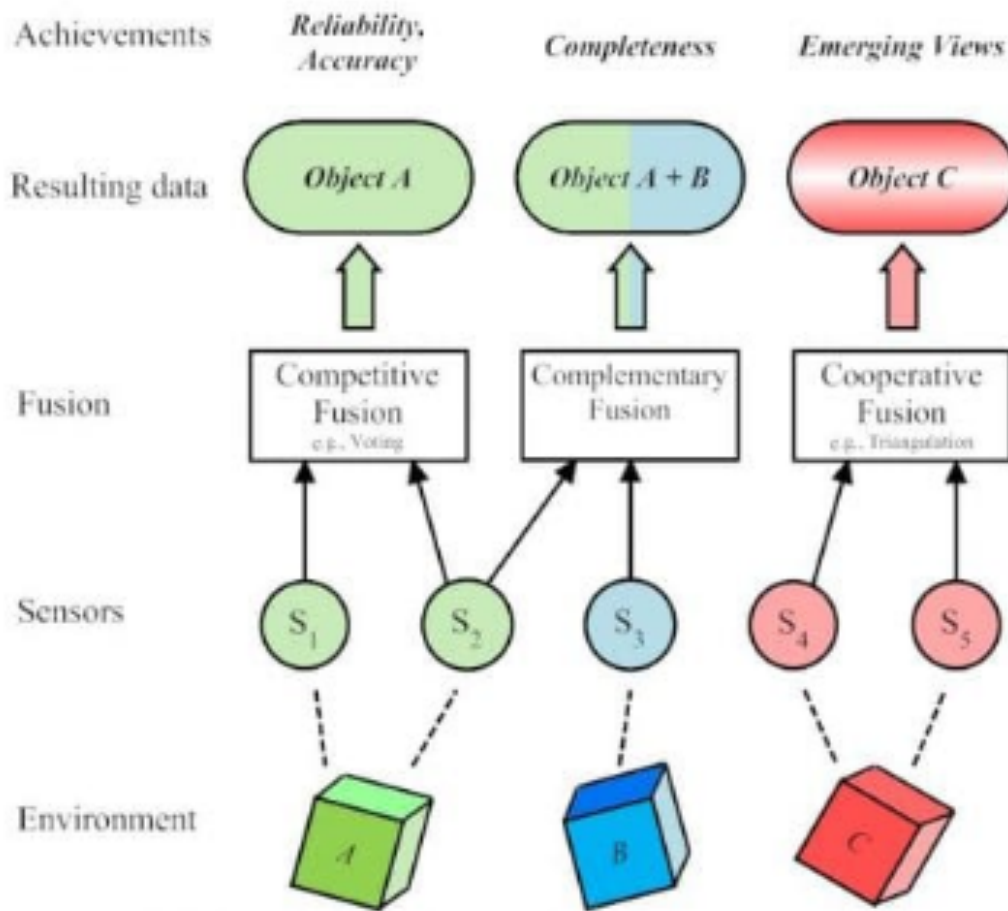 Achievements
Reliability,
Accuracy
Completeness
Emerging Views
Resulting data
Object A
Object A + B
Object C
Fusion
Competitive
Fusion
e.g., Voting
Complementary
Fusion
Cooperative
Fusion
e.g., Triangulation
Sensors
S1
S2
S3
S4
S5
Environment
A
B
C